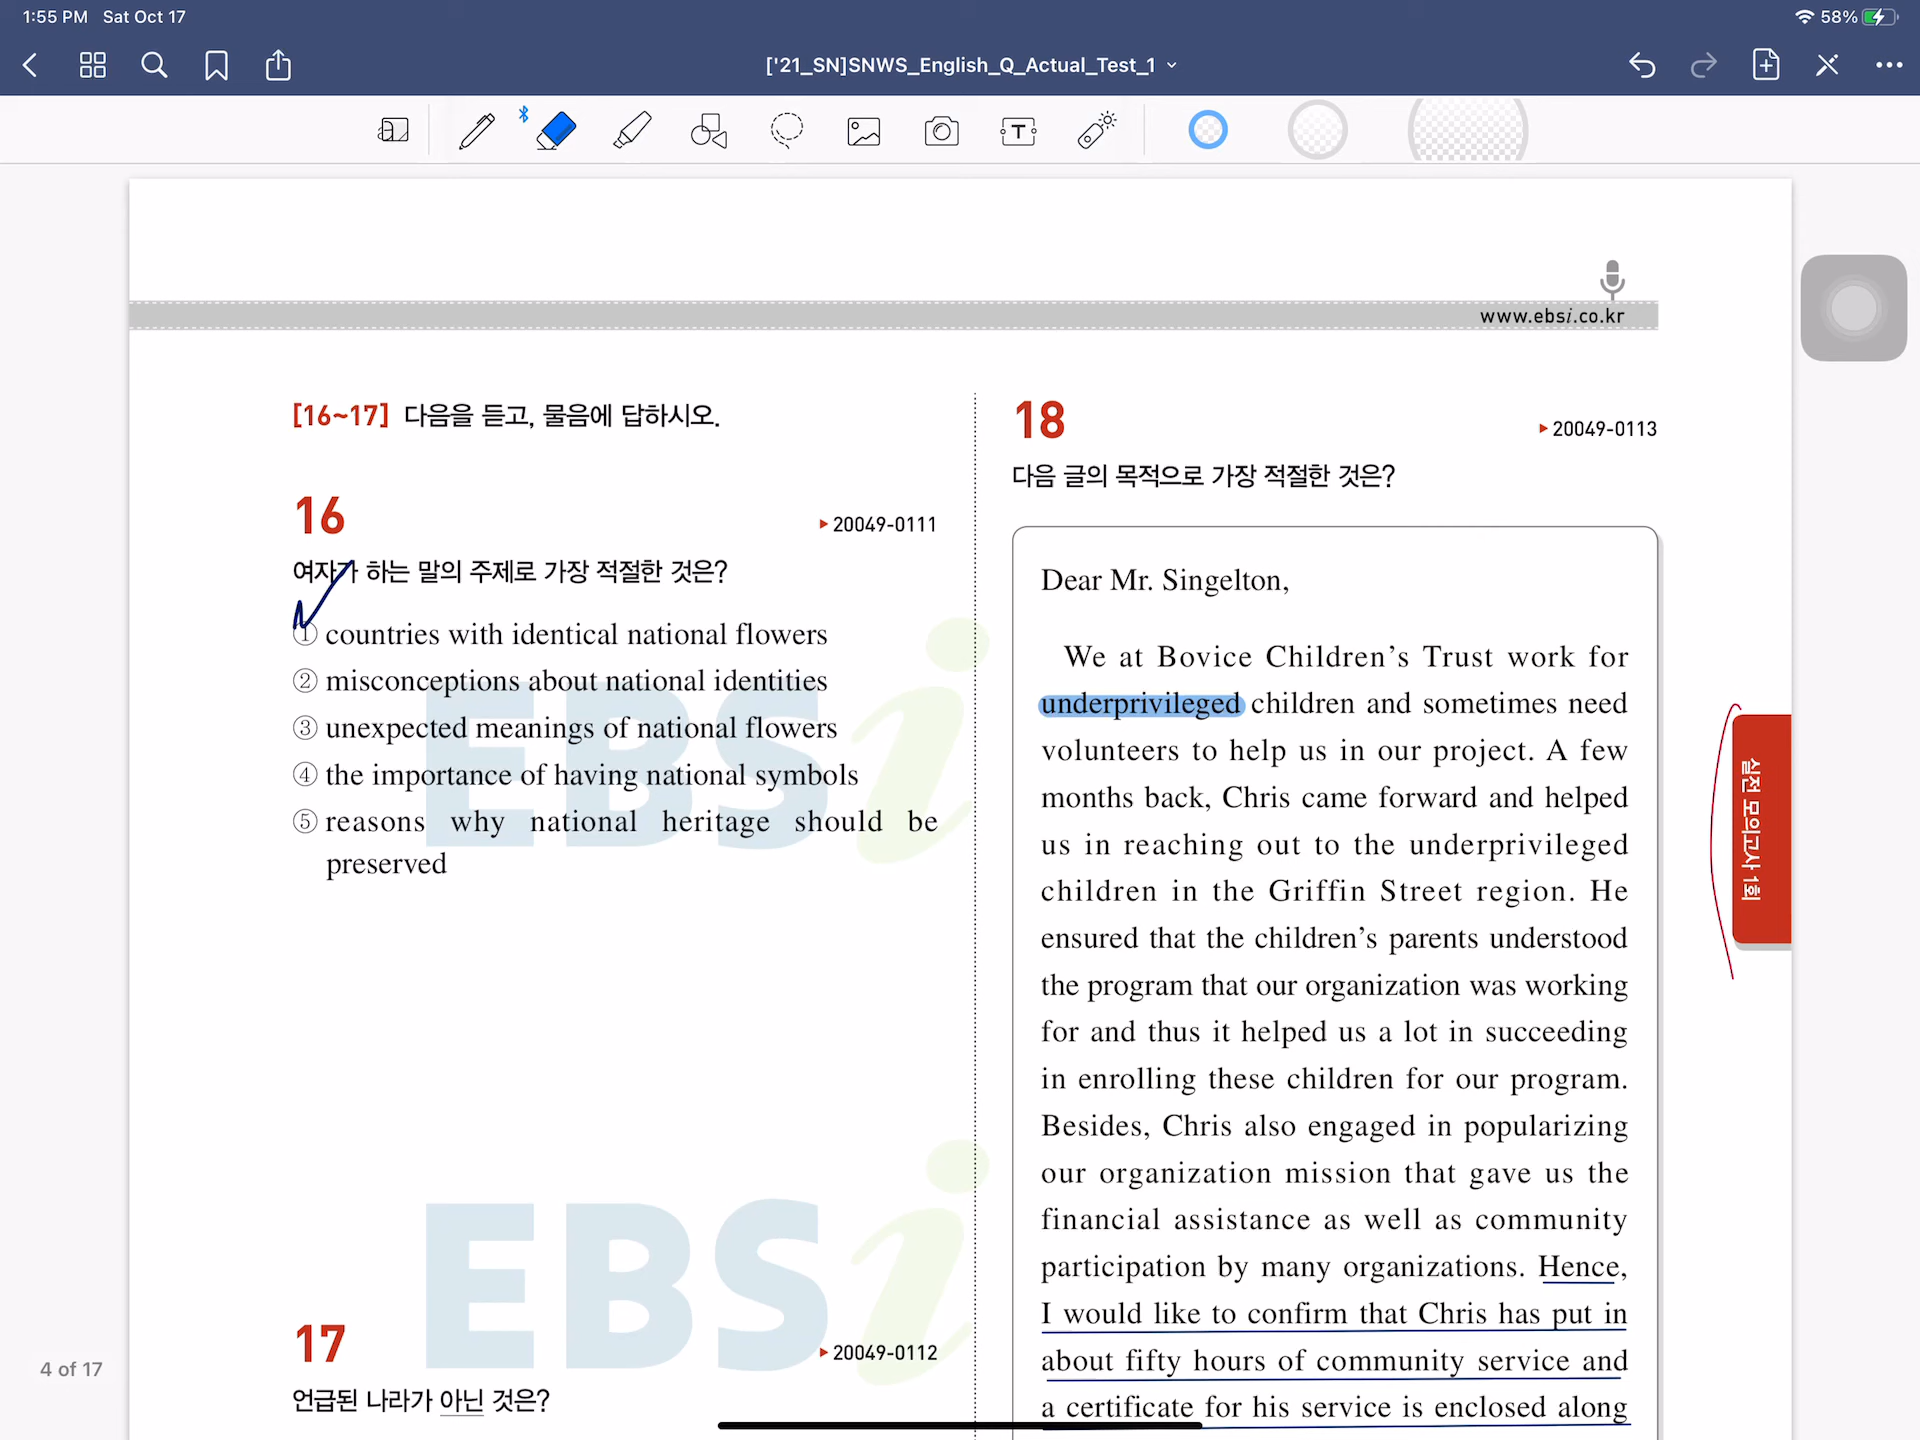 1:55 PM Sat Oct 17
58%
['21_SN]SNWS_English_Q_Actual_Test_1
T
www.ebsi.co.kr
[16~17] 다음을 듣고, 물음에 답하시오.
16
▶20049-0111
여자가 하는 말의 주제로 가장 적절한 것은?
① countries with identical national flowers
② misconceptions about national identities
③ unexpected meanings of national flowers
④ the importance of having national symbols
⑤ reasons why national heritage should be
preserved
EBSi
EBSi
17
▶20049-0112
언급된 나라가 아닌 것은?
4 of 17
18
▶20049-0113
다음 글의 목적으로 가장 적절한 것은?
Dear Mr. Singelton,
We at Bovice Children's Trust work for
underprivileged children and sometimes need
volunteers to help us in our project. A few
months back, Chris came forward and helped
us in reaching out to the underprivileged
children in the Griffin Street region. He
ensured that the children's parents understood
the program that our organization was working
for and thus it helped us a lot in succeeding
in enrolling these children for our program.
Besides, Chris also engaged in popularizing
our organization mission that gave us the
financial assistance as well as community
participation by many organizations. Hence,
I would like to confirm that Chris has put in
about fifty hours of community service and
a certificate for his service is enclosed along
실전 모의고사 1회